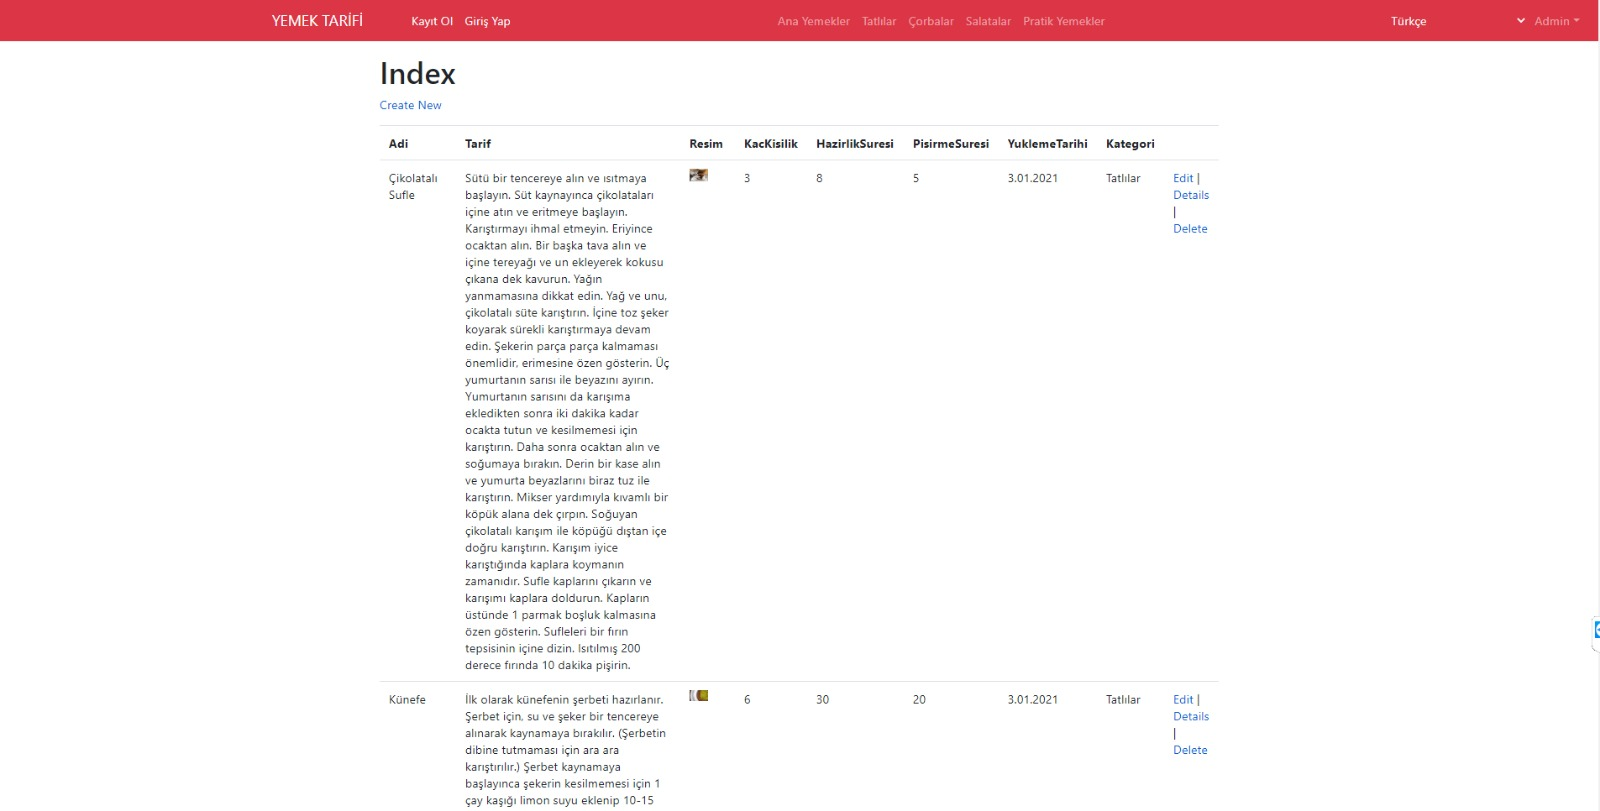 YEMEK TARİFİ Kayıt Ol Giriş Yap Ana Yemekler Tatlılar Çorbalar Salatalar Pratik Yemekler Türkçe Admin
Index
Create New
Adi Tarif Resim KacKisilik HazirlikSuresi PisirmeSuresi YuklemeTarihi Kategori
Çikolatalı
Sufle
Sütü bir tencereye alın ve ısıtmaya
başlayın. Süt kaynayınca çikolataları
içine atın ve eritmeye başlayın.
Karıştırmayı ihmal etmeyin. Eriyince
ocaktan alın. Bir başka tava alın ve
içine tereyağı ve un ekleyerek kokusu
çıkana dek kavurun. Yağın
yanmamasına dikkat edin. Yağ ve unu,
çikolatalı süte karıştırın. İçine toz şeker
koyarak sürekli karıştırmaya devam
edin. Şekerin parça parça kalmaması
önemlidir, erimesine özen gösterin. Üç
yumurtanın sarısı ile beyazını ayırın.
Yumurtanın sarısını da karışıma
ekledikten sonra iki dakika kadar
ocakta tutun ve kesilmemesi için
karıştırın. Daha sonra ocaktan alın ve
soğumaya bırakın. Derin bir kase alın
ve yumurta beyazlarını biraz tuz ile
karıştırın. Mikser yardımıyla kıvamlı bir
köpük alana dek çırpın. Soğuyan
çikolatalı karışım ile köpüğü dıştan içe
doğru karıştırın. Karışım iyice
karıştığında kaplara koymanın
zamanıdır. Sufle kaplarını çıkarın ve
karışımı kaplara doldurun. Kapların
üstünde 1 parmak boşluk kalmasına
özen gösterin. Sufleleri bir fırın
tepsisinin içine dizin. Isıtılmış 200
derece fırında 10 dakika pişirin.
3 8 5 3.01.2021 Tatlılar
Edit |
Details
|
Delete
Künefe
İlk olarak künefenin şerbeti hazırlanır.
Şerbet için, su ve şeker bir tencereye
alınarak kaynamaya bırakılır. (Şerbetin
dibine tutmaması için ara ara
karıştırılır.) Şerbet kaynamaya
başlayınca şekerin kesilmemesi için 1
çay kaşığı limon suyu eklenip 10-15
6 30 20 3.01.2021 Tatlılar
Edit |
Details
|
Delete